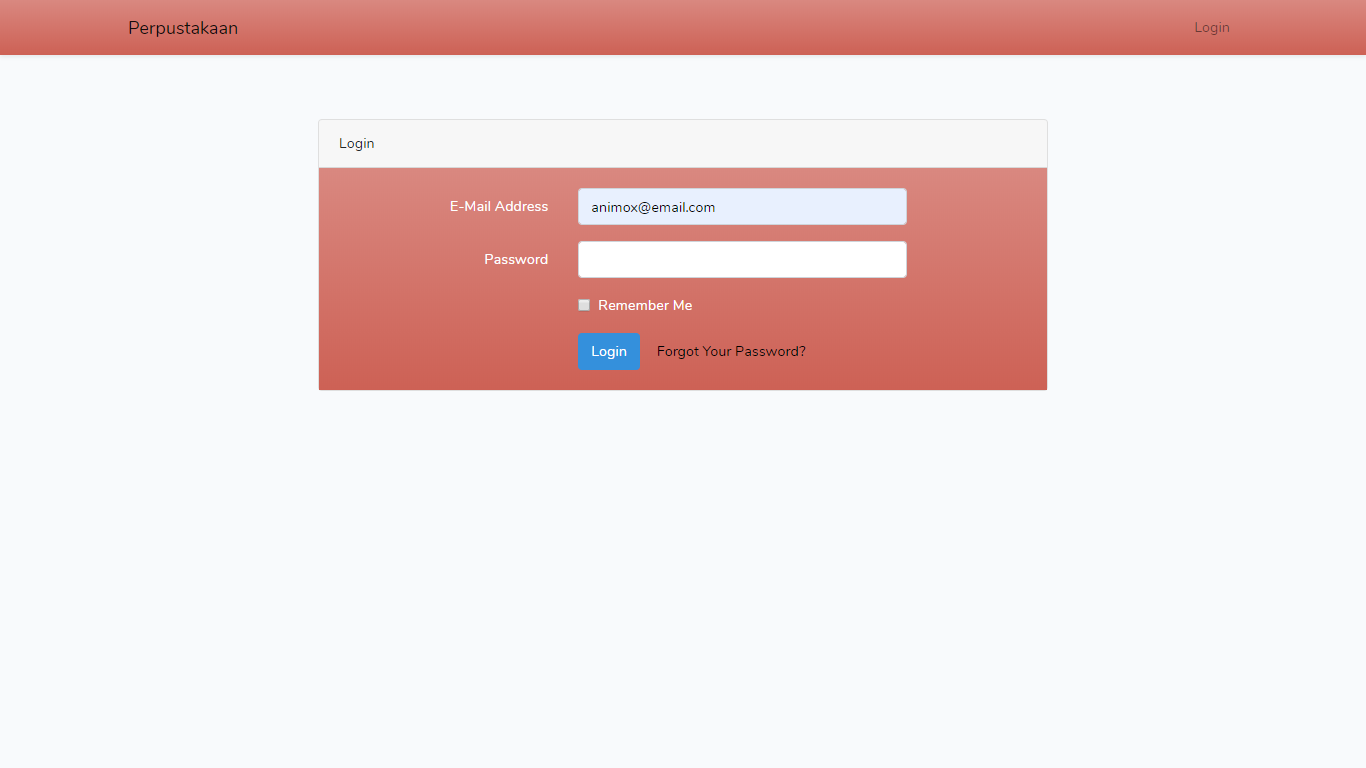 Perpustakaan
Login
Login
E-Mail Address
animox@email.com
Password
Remember Me
Login
Forgot Your Password?